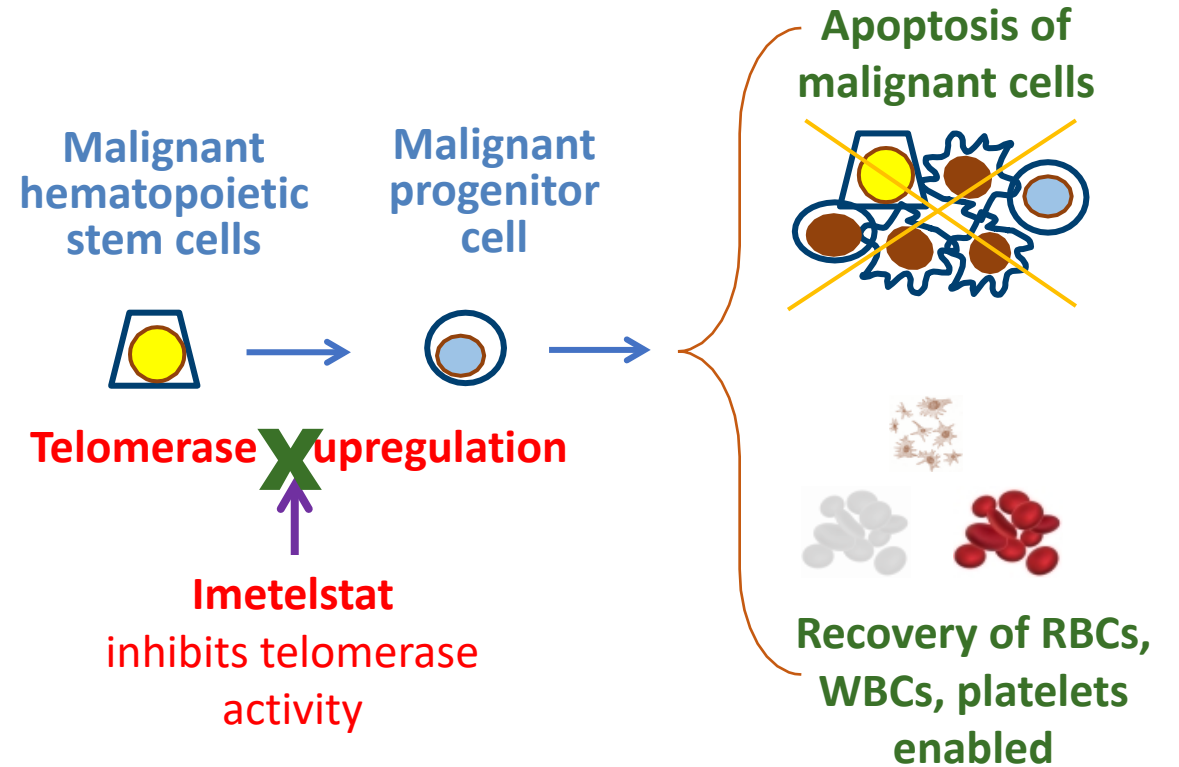 Malignant
hematopoietic
stem cells
Malignant
progenitor
cell
Apoptosis of
malignant cells
Telomerase X upregulation
Imetelstat
inhibits telomerase
activity
Recovery of RBCs,
WBCs, platelets
enabled